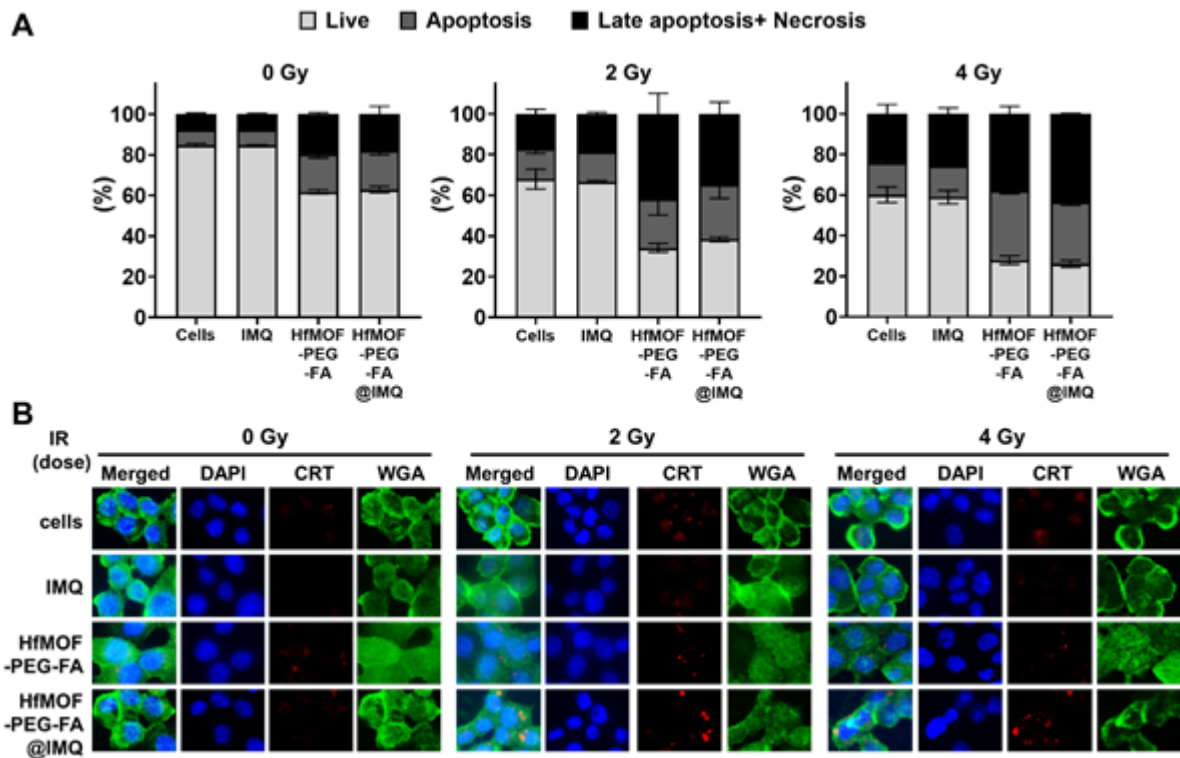 A
Live Apoptosis Late apoptosis+ Necrosis
0 Gy 2 Gy 4 Gy
100 100 100
80 80 80
60 60 60
40 40 40
20 20 20
0 0 0
(%) (%) (%)
Cells IMQ HfMOF HfMOF Cells IMQ HfMOF HfMOF Cells IMQ HfMOF HfMOF
-PEG -PEG -PEG -PEG -PEG -PEG
-FA -FA -FA -FA -FA -FA
@IMQ @IMQ @IMQ
B
IR 0 Gy 2 Gy 4 Gy
(dose) Merged DAPI CRT WGA Merged DAPI CRT WGA Merged DAPI CRT WGA
cells
IMQ
HfMOF
-PEG-FA
HfMOF
-PEG-FA
@IMQ